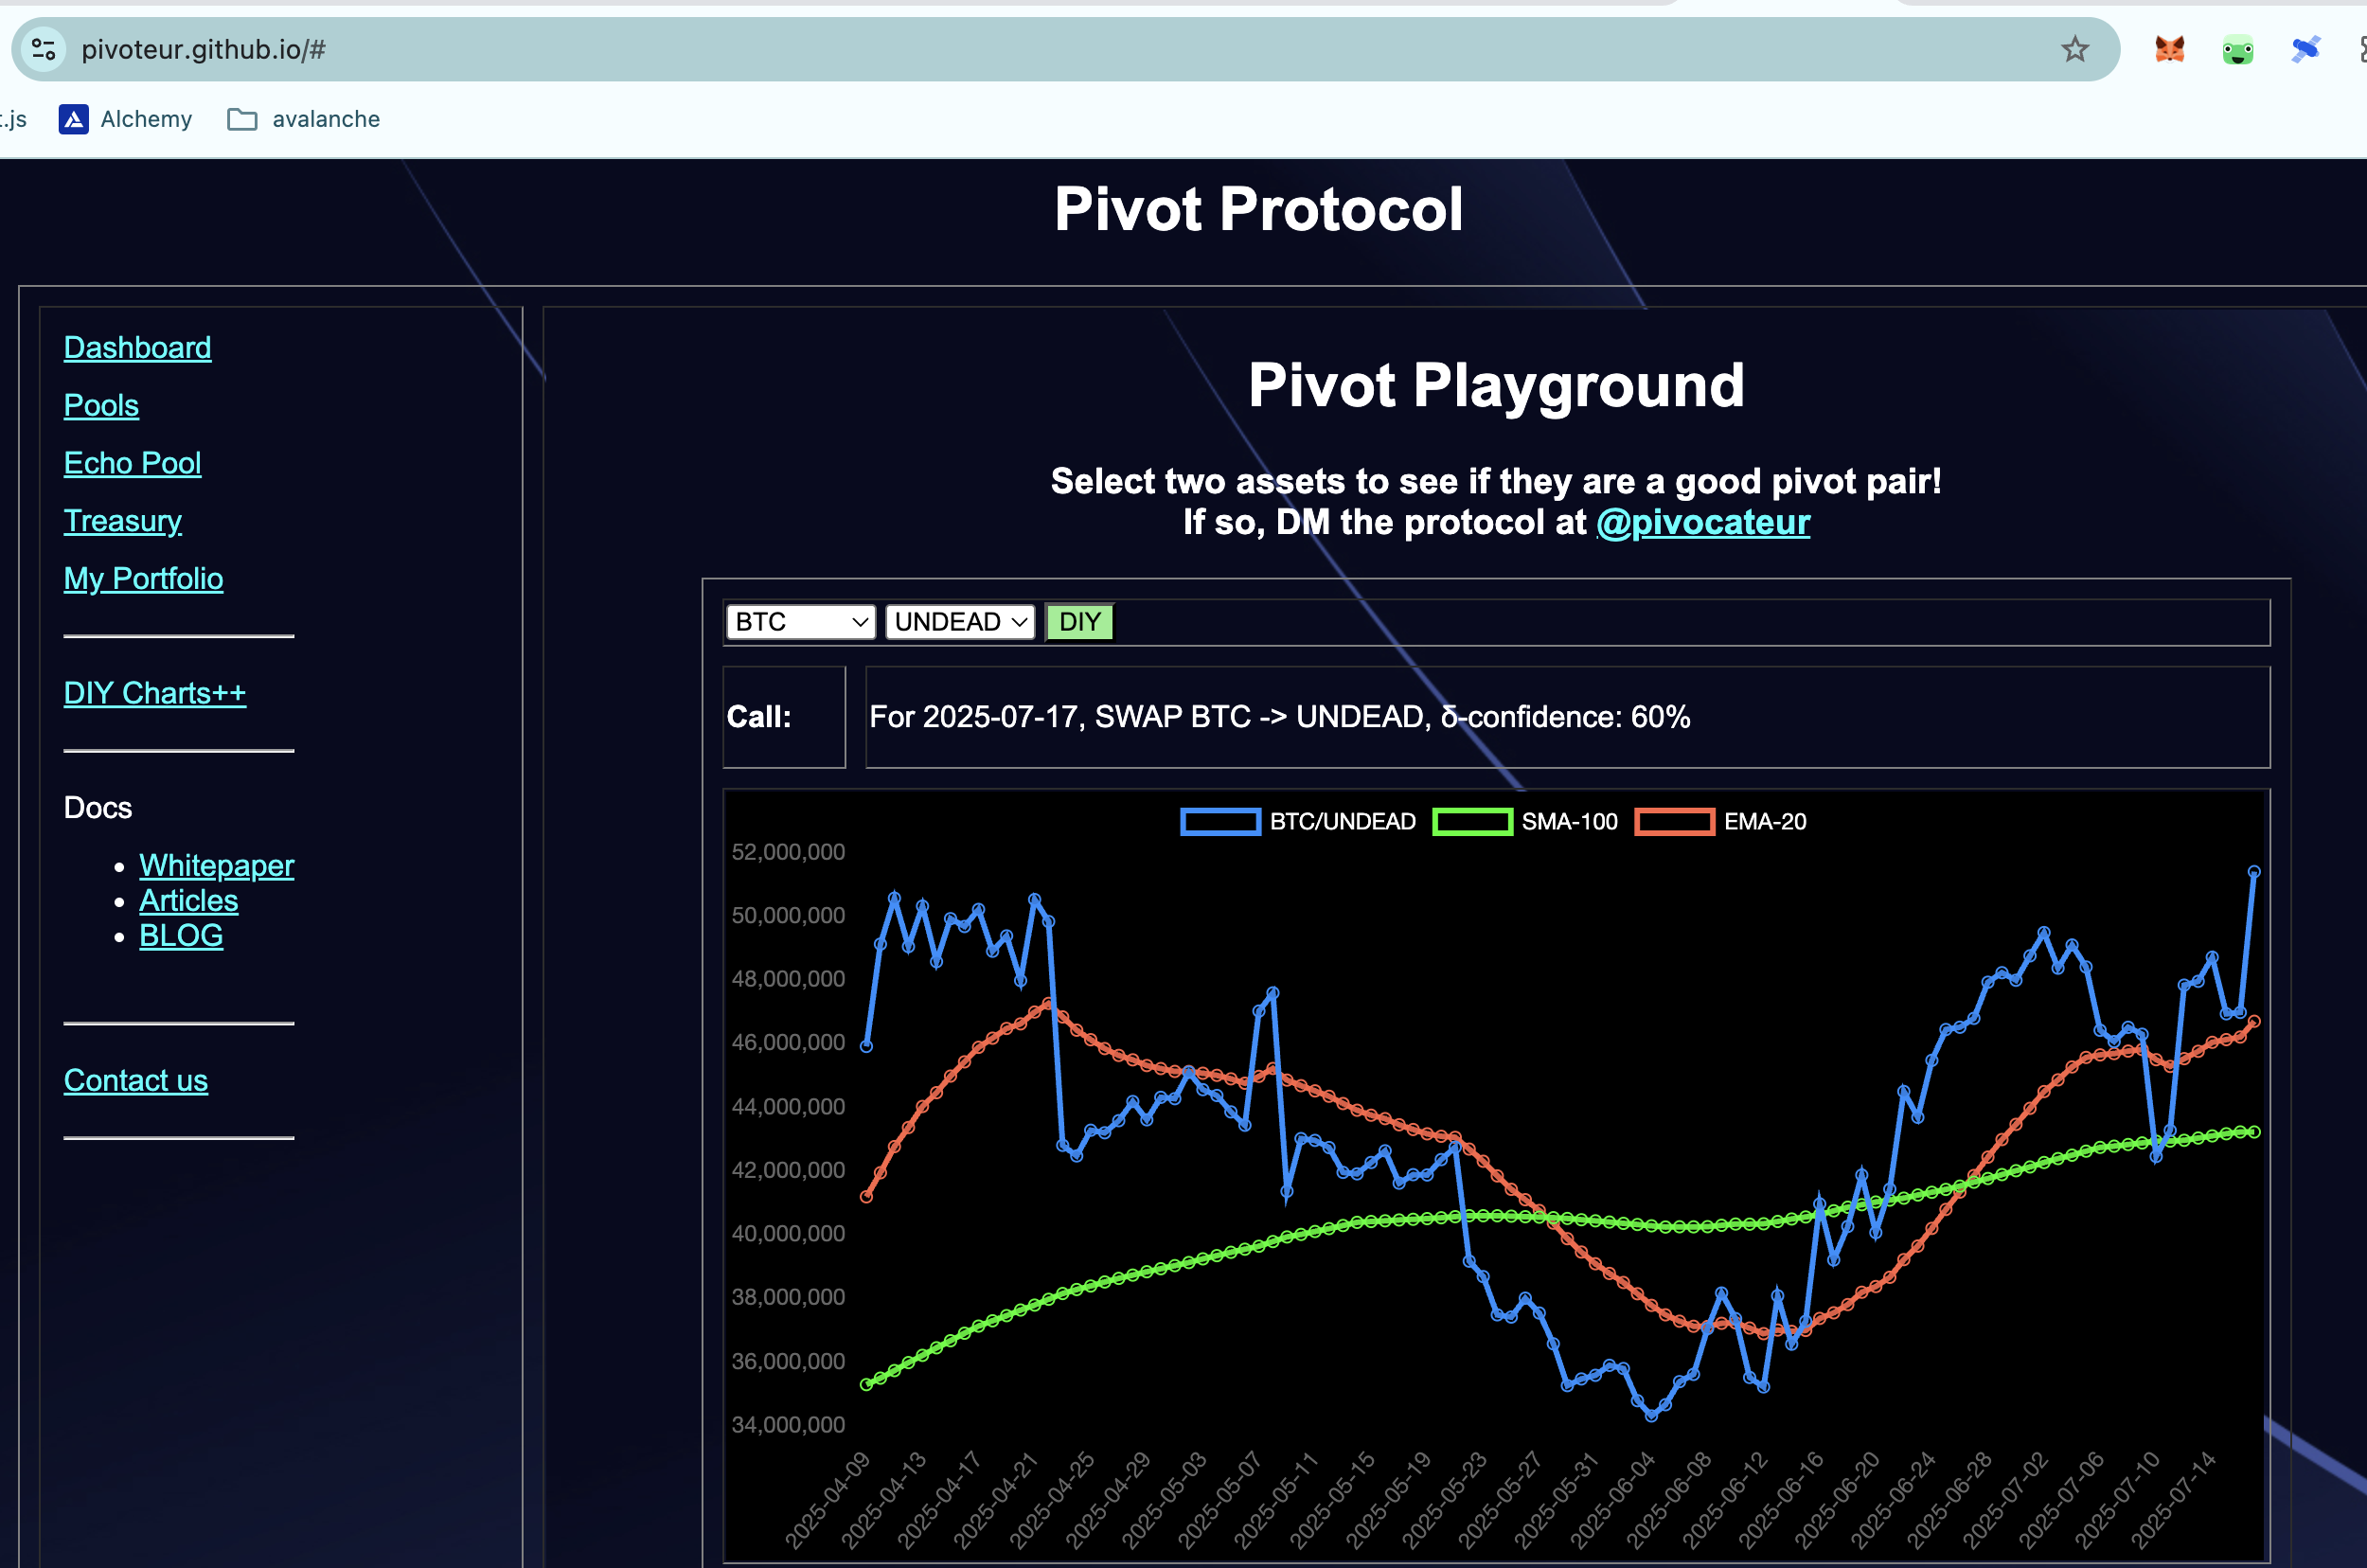 pivoteur.github.io/#
t.js Alchemy avalanche
Pivot Protocol
Dashboard
Pools
Echo Pool
Treasury
My Portfolio
DIY Charts++
Docs
Whitepaper
Articles
BLOG
Contact us
Pivot Playground
Select two assets to see if they are a good pivot pair!
If so, DM the protocol at @pivocateur
BTC UNDEAD DIY
Call: For 2025-07-17, SWAP BTC -> UNDEAD, δ-confidence: 60%
BTC/UNDEAD SMA-100 EMA-20
52,000,000
50,000,000
48,000,000
46,000,000
44,000,000
42,000,000
40,000,000
38,000,000
36,000,000
34,000,000
2025-04-09
2025-04-13
2025-04-17
2025-04-21
2025-04-25
2025-04-29
2025-05-03
2025-05-07
2025-05-11
2025-05-15
2025-05-19
2025-05-23
2025-05-27
2025-05-31
2025-06-04
2025-06-08
2025-06-12
2025-06-16
2025-06-20
2025-06-24
2025-06-28
2025-07-02
2025-07-06
2025-07-10
2025-07-14